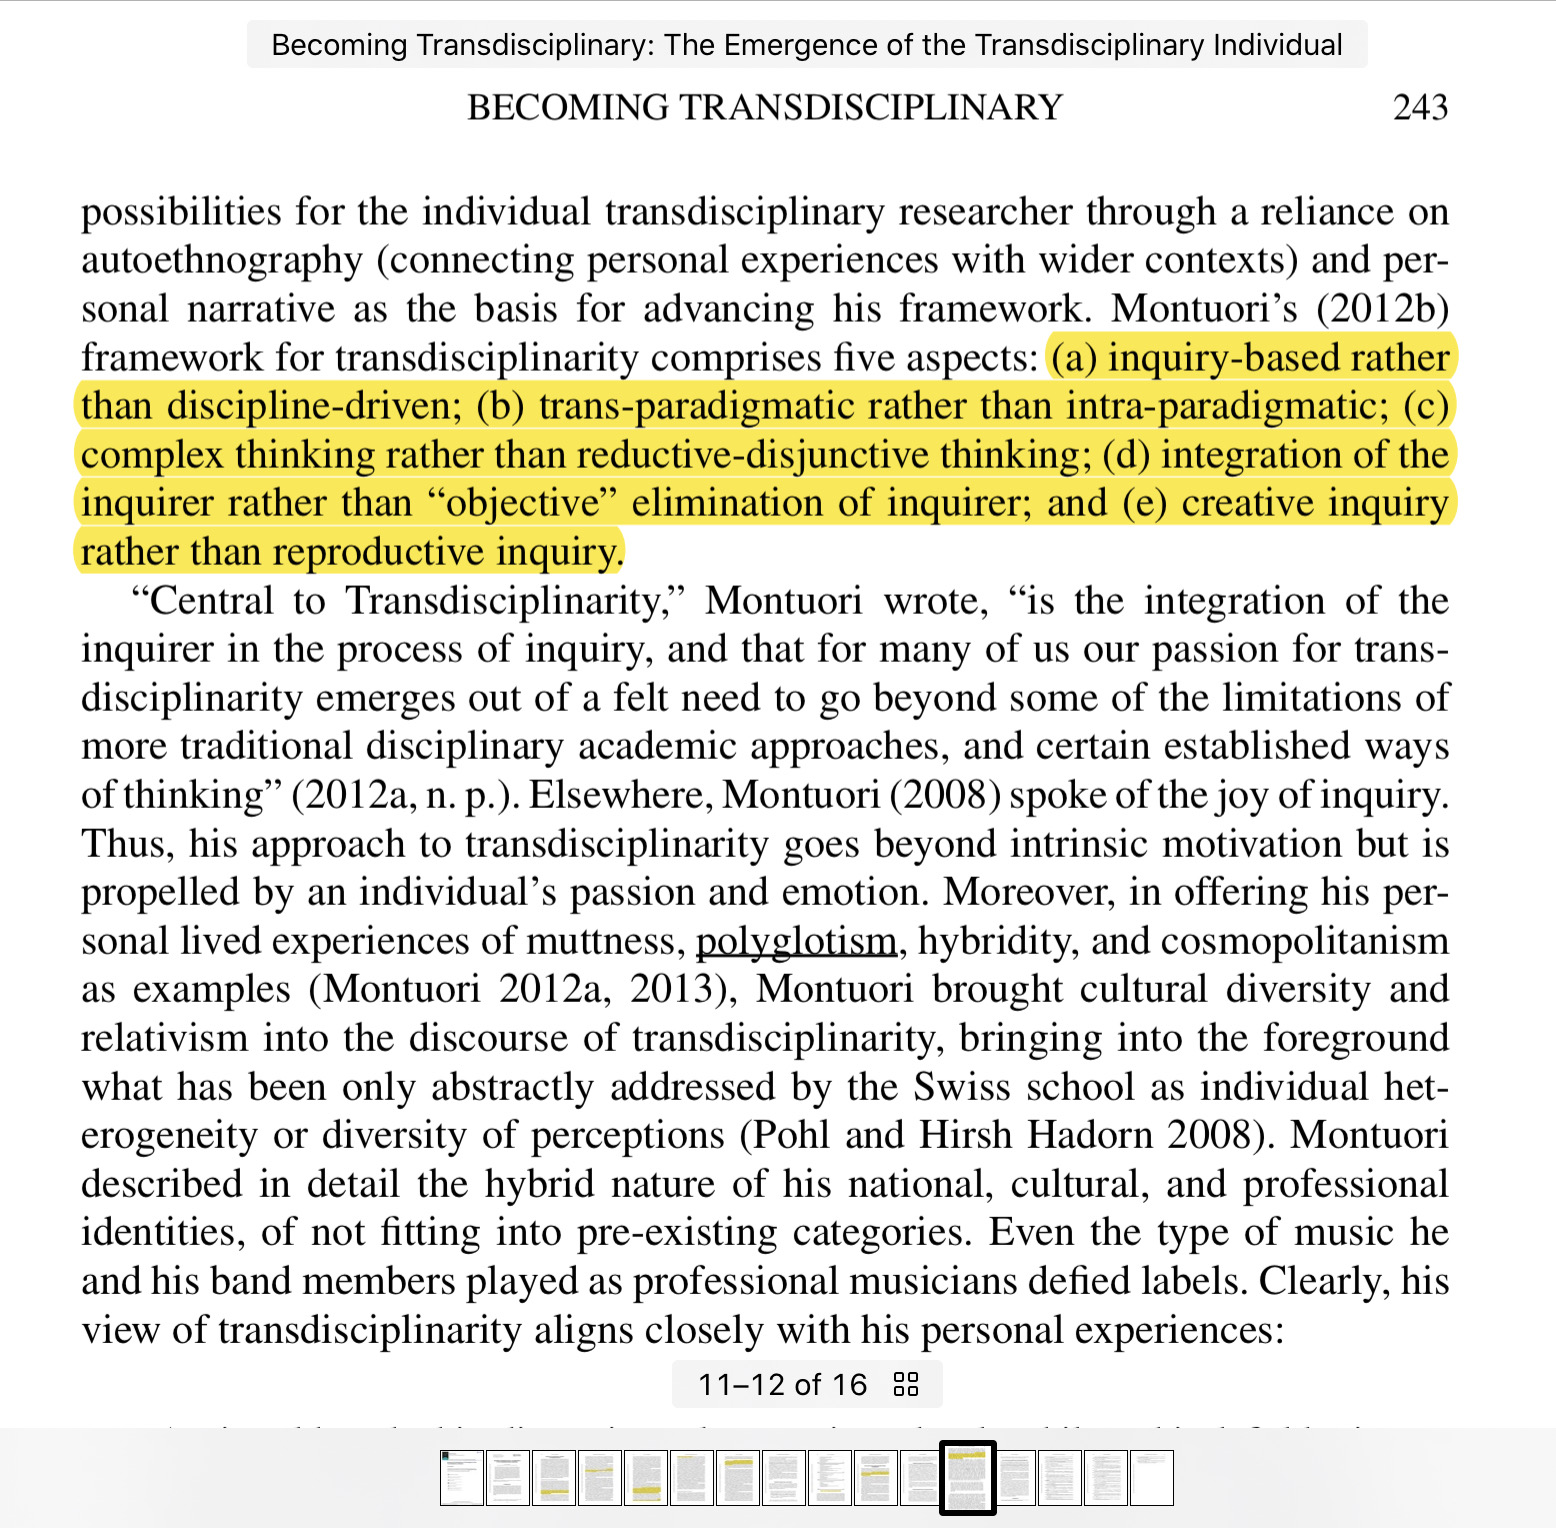 Becoming Transdisciplinary: The Emergence of the Transdisciplinary Individual
BECOMING TRANSDISCIPLINARY 243
possibilities for the individual transdisciplinary researcher through a reliance on
autoethnography (connecting personal experiences with wider contexts) and per-
sonal narrative as the basis for advancing his framework. Montuori’s (2012b)
framework for transdisciplinarity comprises five aspects: (a) inquiry-based rather
than discipline-driven; (b) trans-paradigmatic rather than intra-paradigmatic; (c)
complex thinking rather than reductive-disjunctive thinking; (d) integration of the
inquirer rather than “objective” elimination of inquirer; and (e) creative inquiry
rather than reproductive inquiry.
“Central to Transdisciplinarity,” Montuori wrote, “is the integration of the
inquirer in the process of inquiry, and that for many of us our passion for trans-
disciplinarity emerges out of a felt need to go beyond some of the limitations of
more traditional disciplinary academic approaches, and certain established ways
of thinking” (2012a, n. p.). Elsewhere, Montuori (2008) spoke of the joy of inquiry.
Thus, his approach to transdisciplinarity goes beyond intrinsic motivation but is
propelled by an individual’s passion and emotion. Moreover, in offering his per-
sonal lived experiences of muttness, polyglotism, hybridity, and cosmopolitanism
as examples (Montuori 2012a, 2013), Montuori brought cultural diversity and
relativism into the discourse of transdisciplinarity, bringing into the foreground
what has been only abstractly addressed by the Swiss school as individual het-
erogeneity or diversity of perceptions (Pohl and Hirsh Hadorn 2008). Montuori
described in detail the hybrid nature of his national, cultural, and professional
identities, of not fitting into pre-existing categories. Even the type of music he
and his band members played as professional musicians defied labels. Clearly, his
view of transdisciplinarity aligns closely with his personal experiences:
11–12 of 16